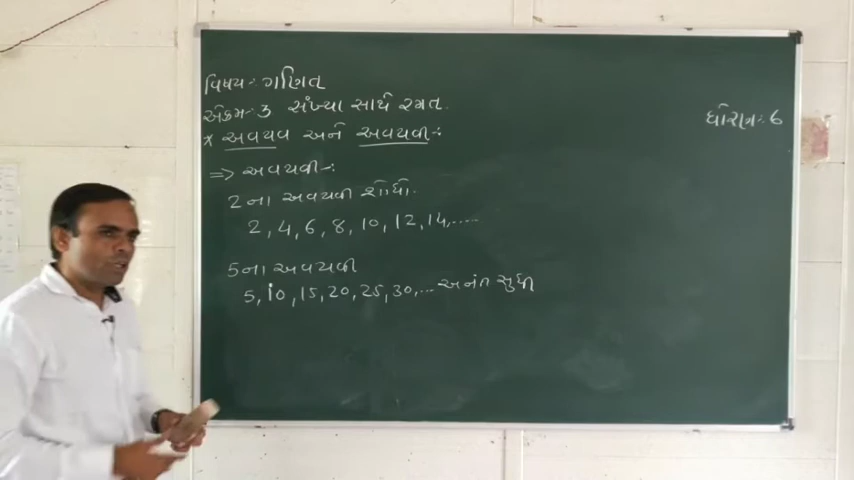 વિષય:- ગણિત
એકમ:- 3 સંખ્યા સાથે રમત.
ધોરણ:- 6
* અવયવ અને અવયવી:-
=> અવયવી:-
2ના અવયવી શોધો.
2, 4, 6, 8, 10, 12, 14, .....
5ના અવયવી
5, 10, 15, 20, 25, 30, ... અનંત સુધી